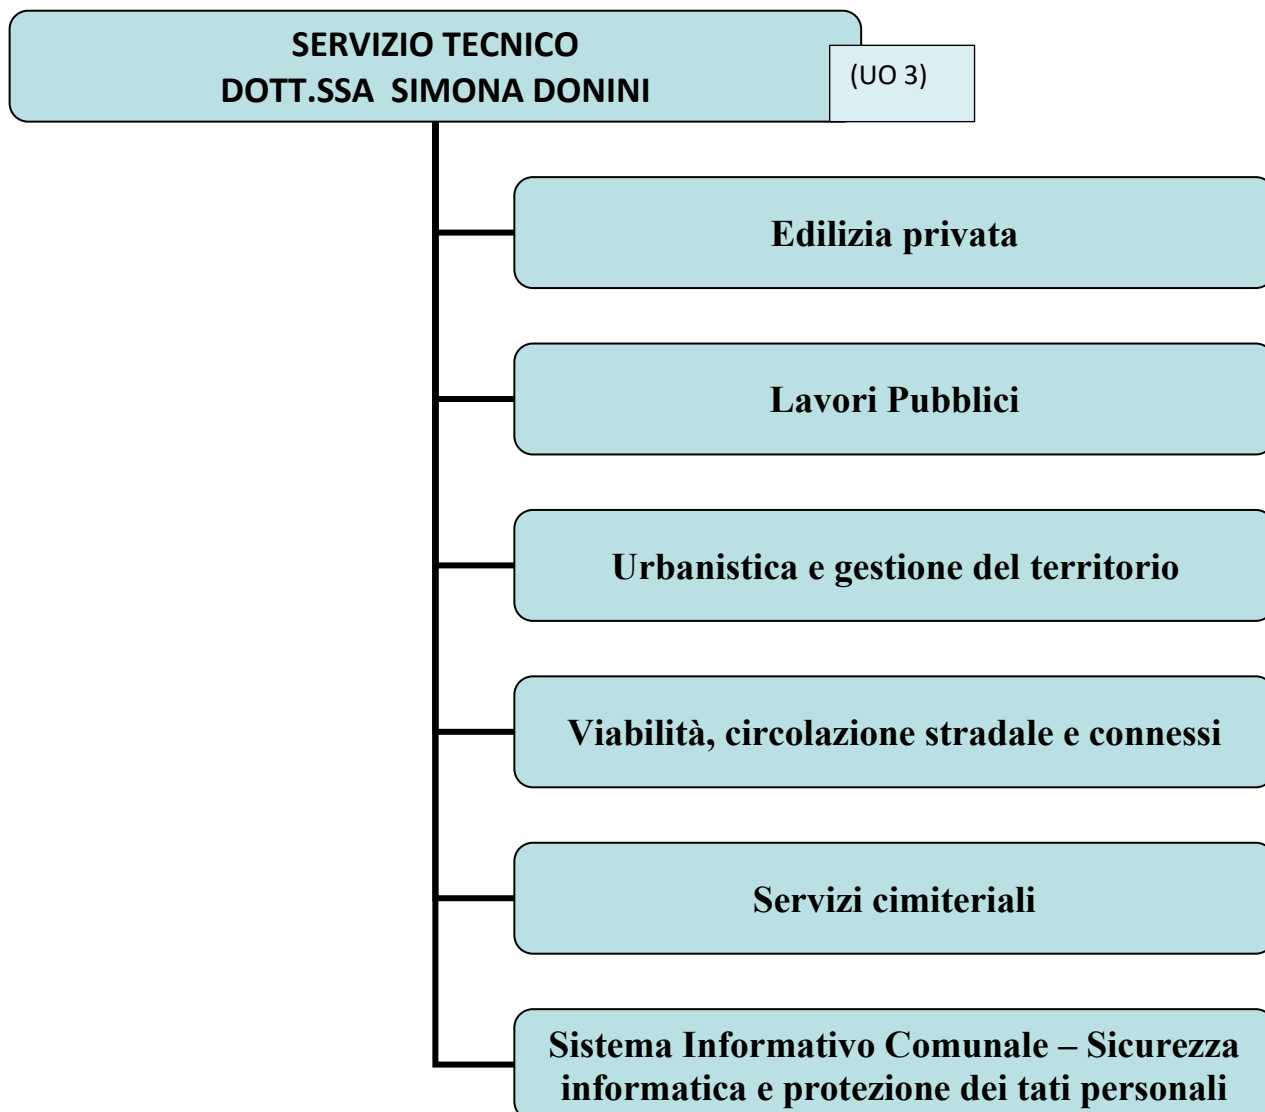 SERVIZIO TECNICO
DOTT.SSA SIMONA DONINI
(UO 3)
Edilizia privata
Lavori Pubblici
Urbanistica e gestione del territorio
Viabilità, circolazione stradale e connessi
Servizi cimiteriali
Sistema Informativo Comunale – Sicurezza
informatica e protezione dei tati personali